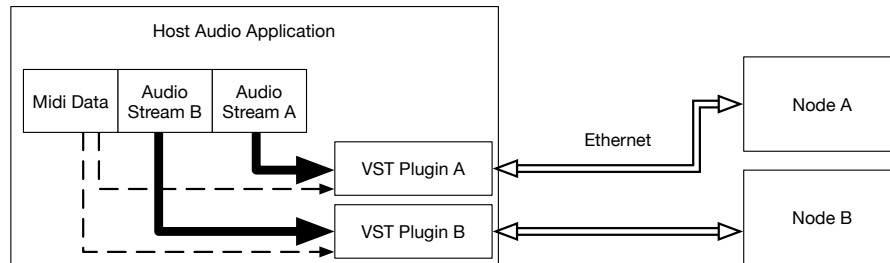 Host Audio Application
Midi Data
Audio
Stream B
Audio
Stream A
VST Plugin A
VST Plugin B
Ethernet
Node A
Node B